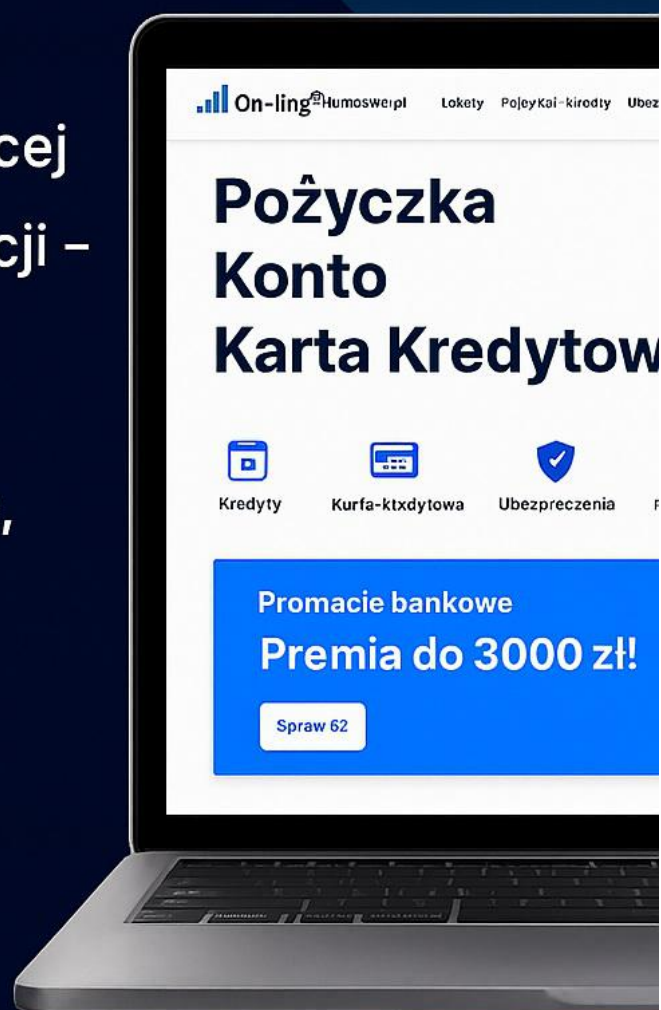 cej
cji –
On-ling Humoswerpl Lokety PojeyKai-kirodty Ubez
Pożyczka
Konto
Karta Kredytow
Kredyty Kurfa-ktxdytowa Ubezpreczenia
Promacie bankowe
Premia do 3000 zł!
Spraw 62